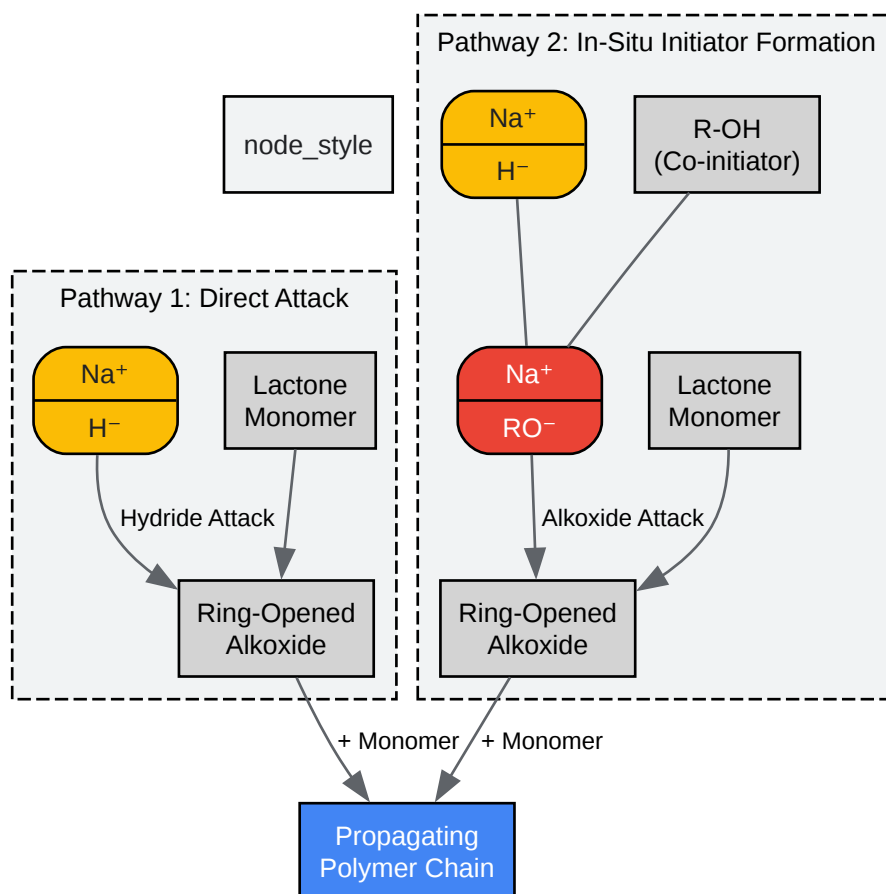 Pathway 2: In-Situ Initiator Formation
Na⁺
H⁻
R-OH
(Co-initiator)
node_style
Pathway 1: Direct Attack
Na⁺
H⁻
Lactone
Monomer
Na⁺
RO⁻
Lactone
Monomer
Hydride Attack
Alkoxide Attack
Ring-Opened
Alkoxide
Ring-Opened
Alkoxide
+ Monomer
+ Monomer
Propagating
Polymer Chain